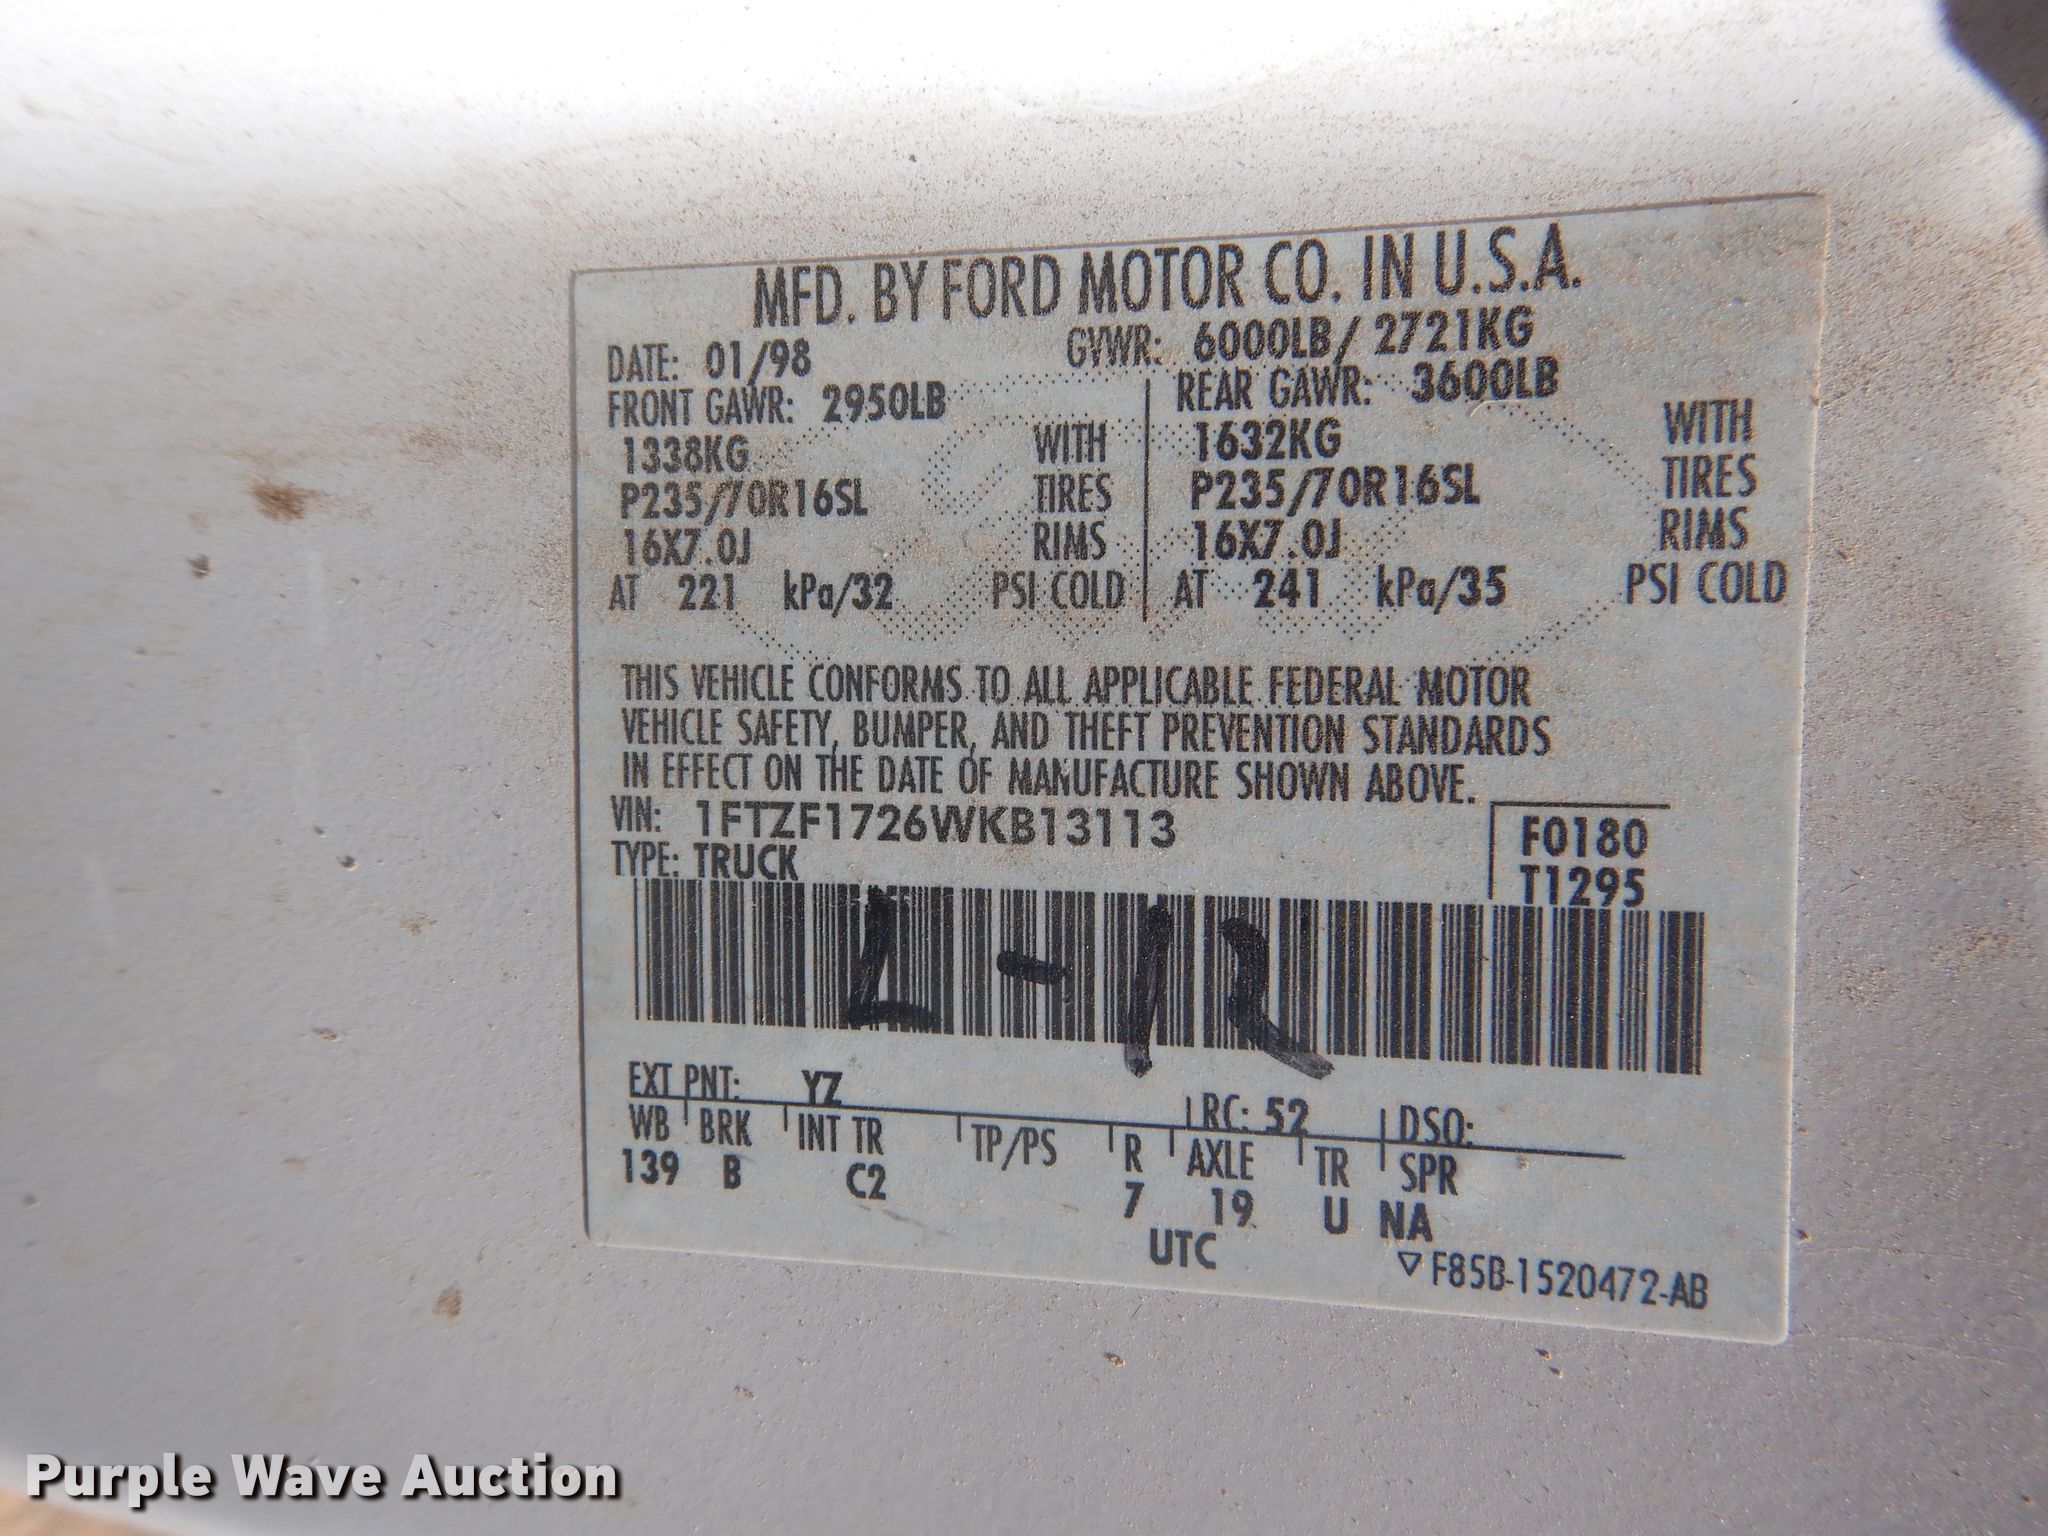 MFD. BY FORD MOTOR CO. IN U.S.A.
DATE: 01/98 GVWR: 6000LB/ 2721KG
FRONT GAWR: 2950LB REAR GAWR: 3600LB
1338KG WITH 1632KG WITH
P235/70R16SL TIRES P235/70R16SL TIRES
16X7.0J RIMS 16X7.0J RIMS
AT 221 kPa/32 PSI COLD AT 241 kPa/35 PSI COLD
THIS VEHICLE CONFORMS TO ALL APPLICABLE FEDERAL MOTOR
VEHICLE SAFETY, BUMPER, AND THEFT PREVENTION STANDARDS
IN EFFECT ON THE DATE OF MANUFACTURE SHOWN ABOVE.
VIN: 1FTZF1726WKB13113 F0180
TYPE: TRUCK T1295
L-12
EXT PNT: YZ RC: 52 DSO:
WB BRK INT TR TP/PS R AXLE TR SPR
139 B C2 7 19 U NA
UTC
▽F85B-1520472-AB
Purple Wave Auction